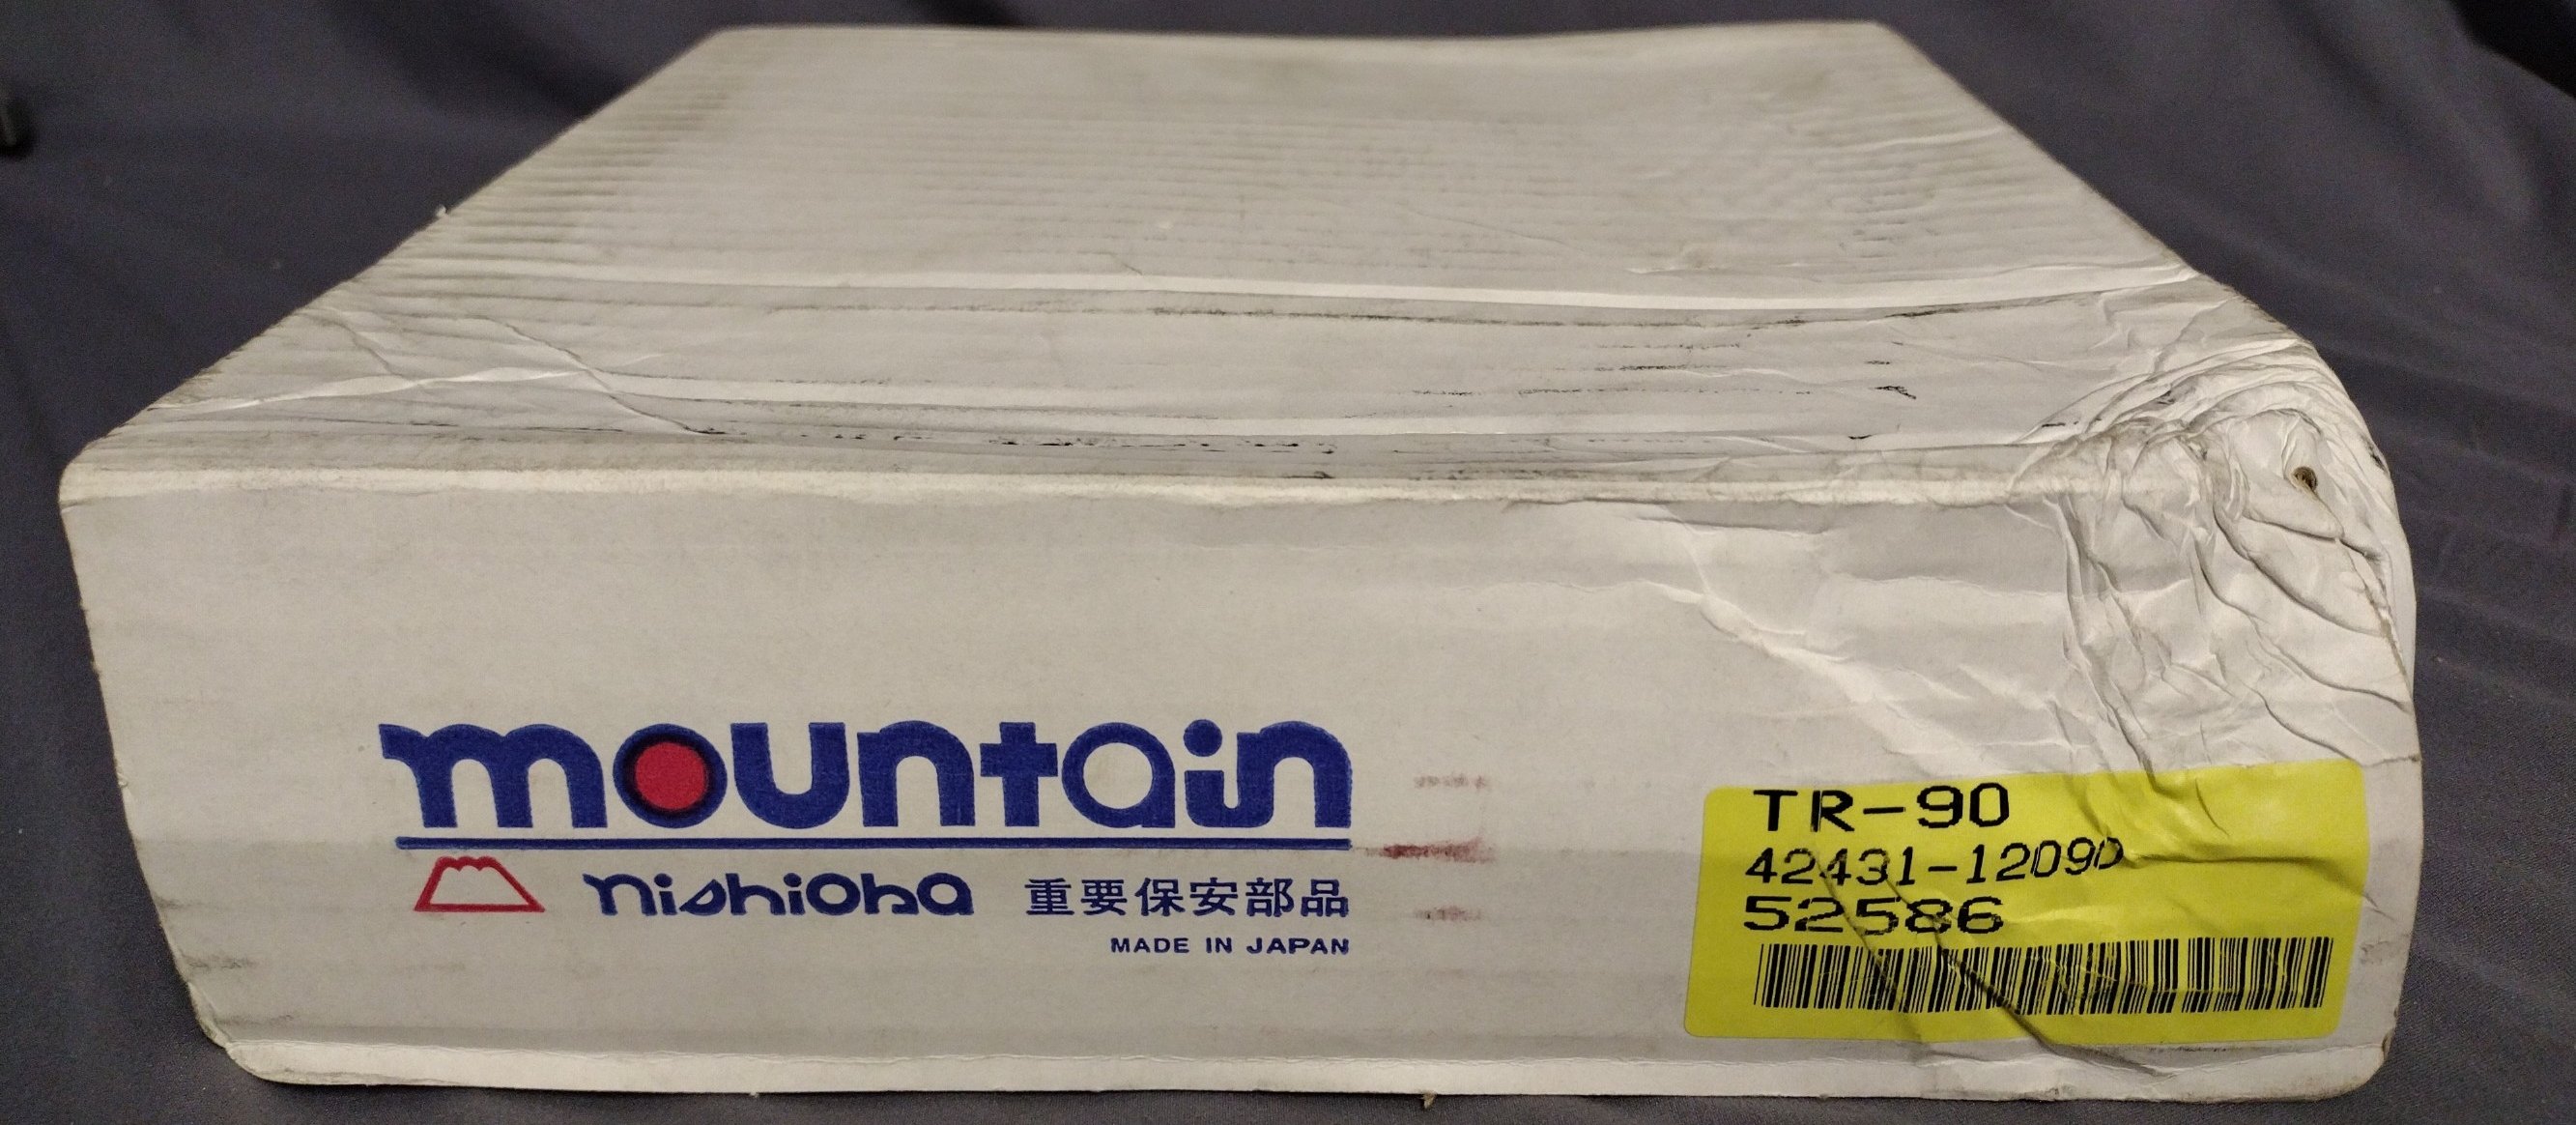 mountain
nishioka 重要保安部品
MADE IN JAPAN
TR-90
42431-12090
52586